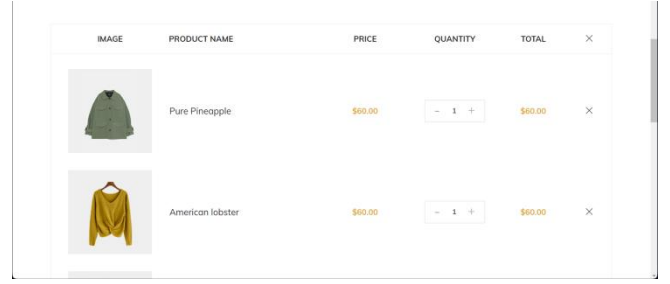 IMAGE PRODUCT NAME PRICE QUANTITY TOTAL ×
Pure Pineapple $60.00 - 1 + $60.00 ×
American lobster $60.00 - 1 + $60.00 ×